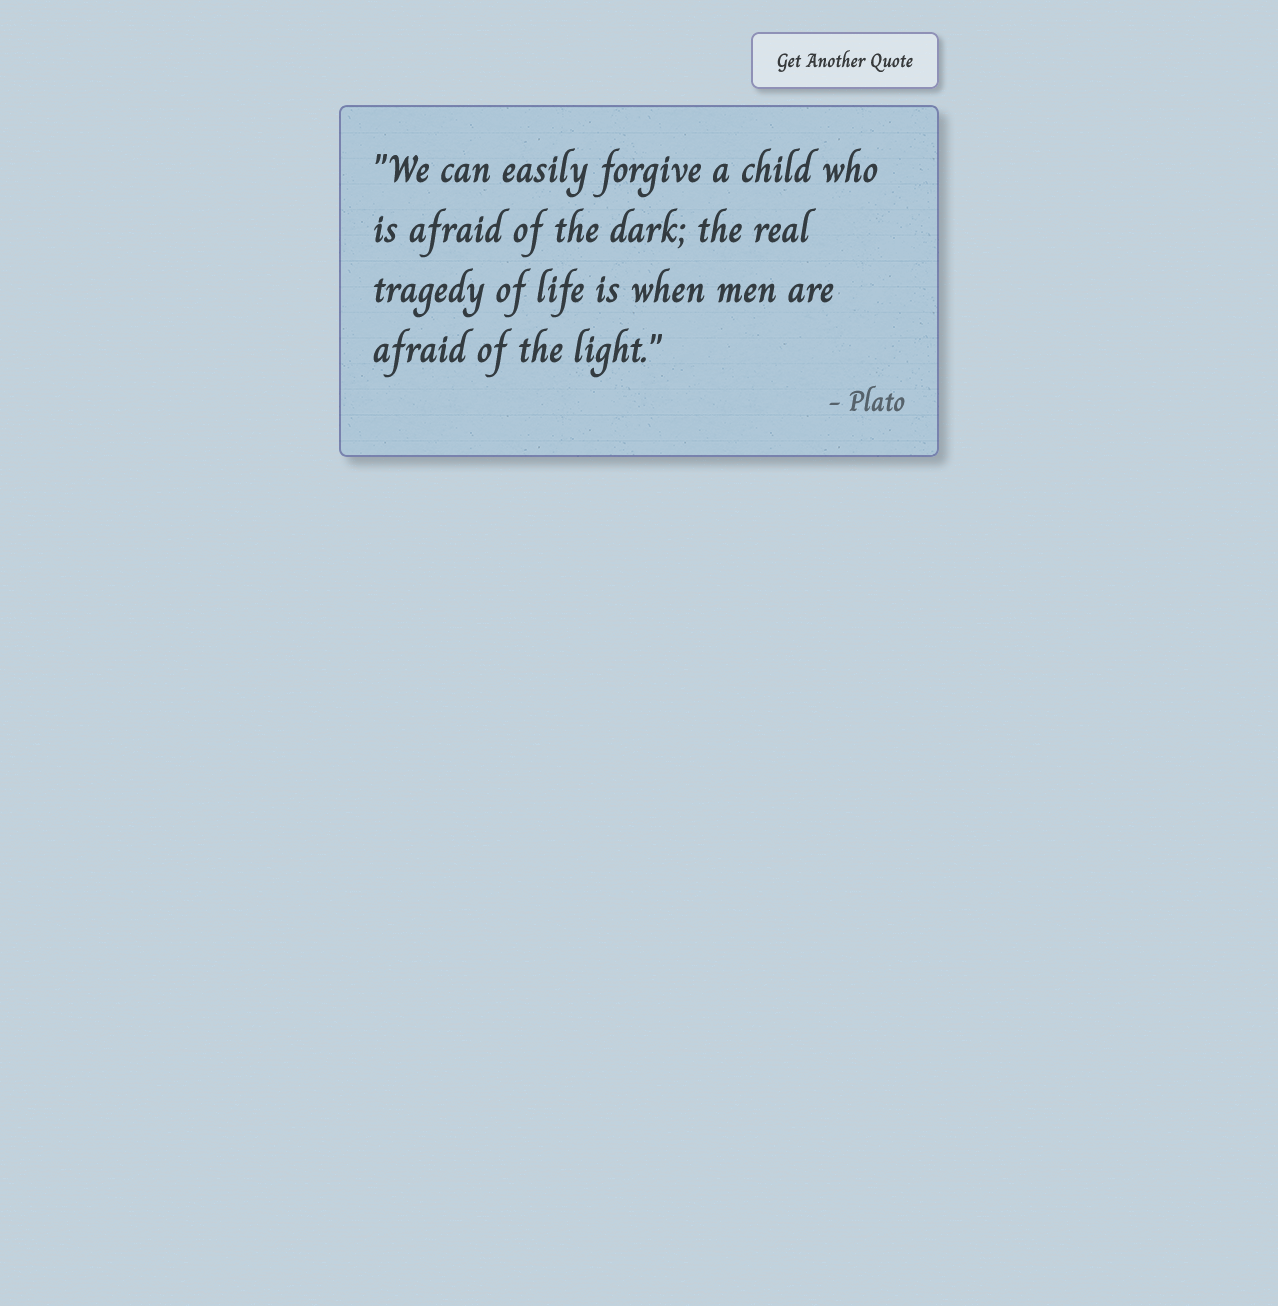 Get Another Quote
"We can easily forgive a child who
is afraid of the dark; the real
tragedy of life is when men are
afraid of the light."
- Plato